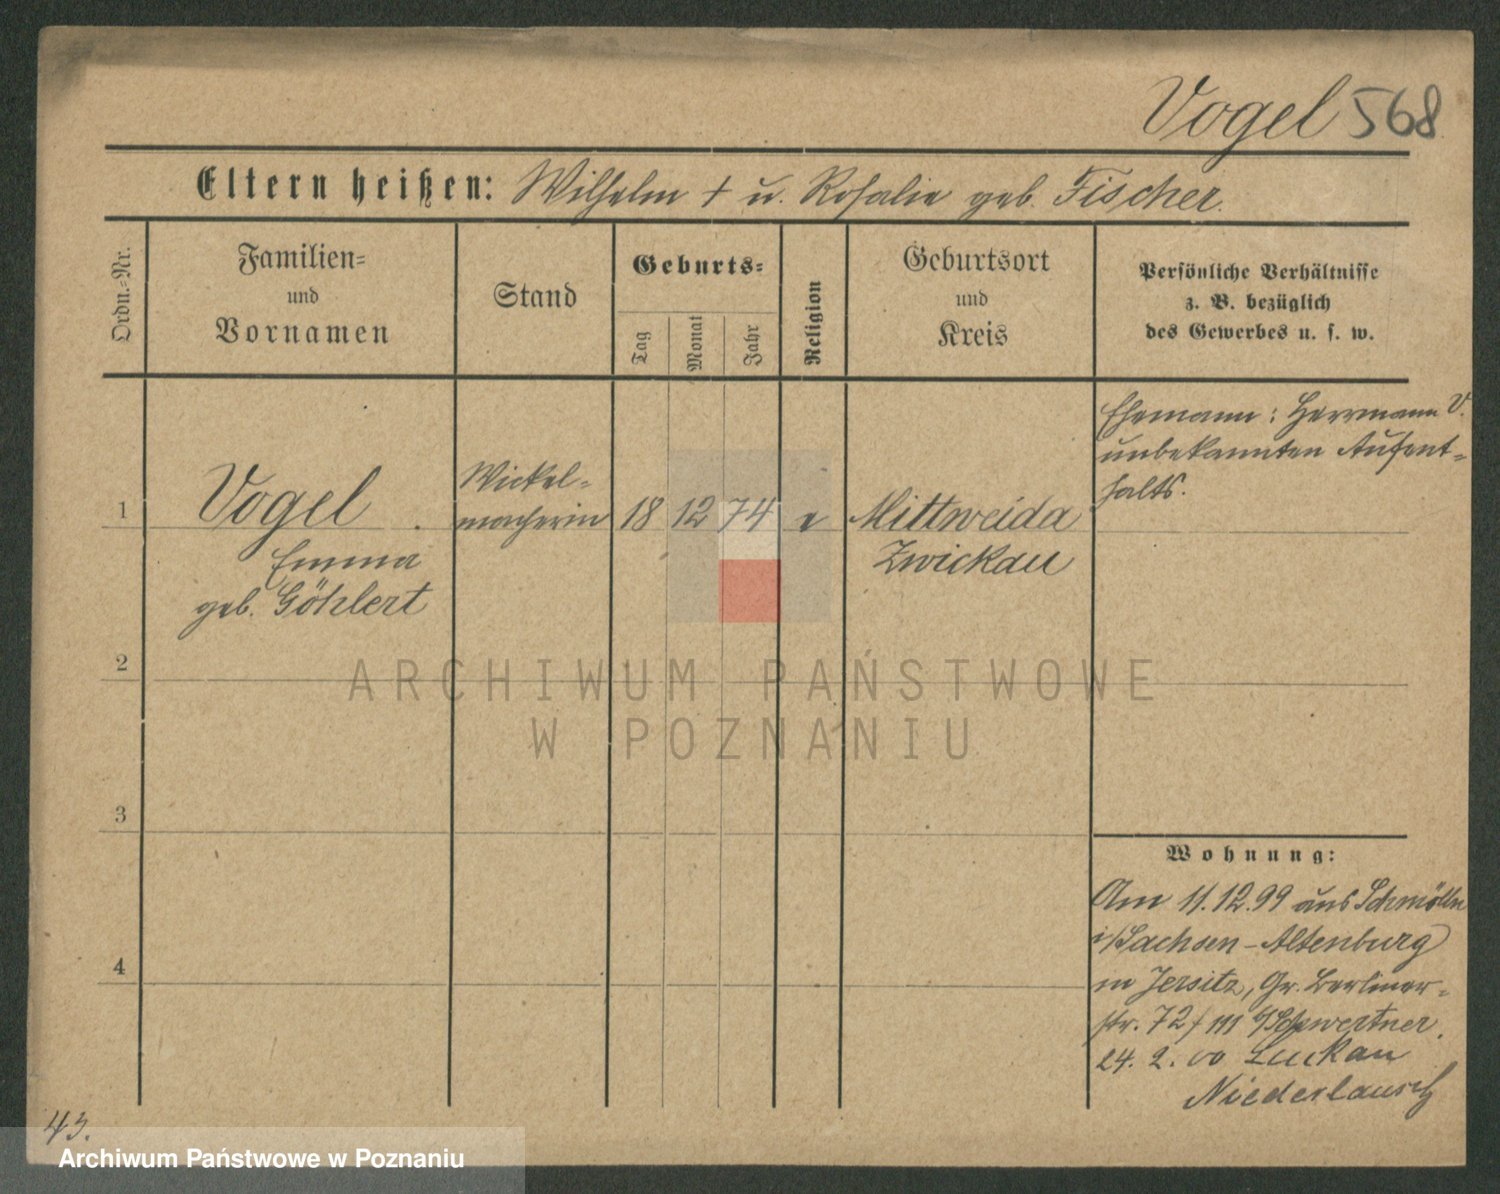 Vogel 568
Eltern heißen: Wilhelm † u. Rosalie geb. Fischer.
Ordn.=Nr.
Familien=
und
Vornamen
Stand
Geburts=
Tag
Monat
Jahr
Religion
Geburtsort
und
Kreis
Persönliche Verhältnisse
z. B. bezüglich
des Gewerbes u. s. w.
1
Vogel
Emma
geb. Göhlert
Wickel=
macherin
18 12 74 e
Mittweida
Zwickau
Ehemann: Herrmann V.
unbekannten Aufent=
halts.
2
3
4
Wohnung:
Am 11.12.99 aus Schmölln
i/Sachsen-Altenburg
in Jersitz, Gr. Berliner=
str. 72/III b/Schwertner.
24. 2. 00 Luckau
Niederlausitz
43.
ARCHIWUM PAŃSTWOWE
W POZNANIU
Archiwum Państwowe w Poznaniu